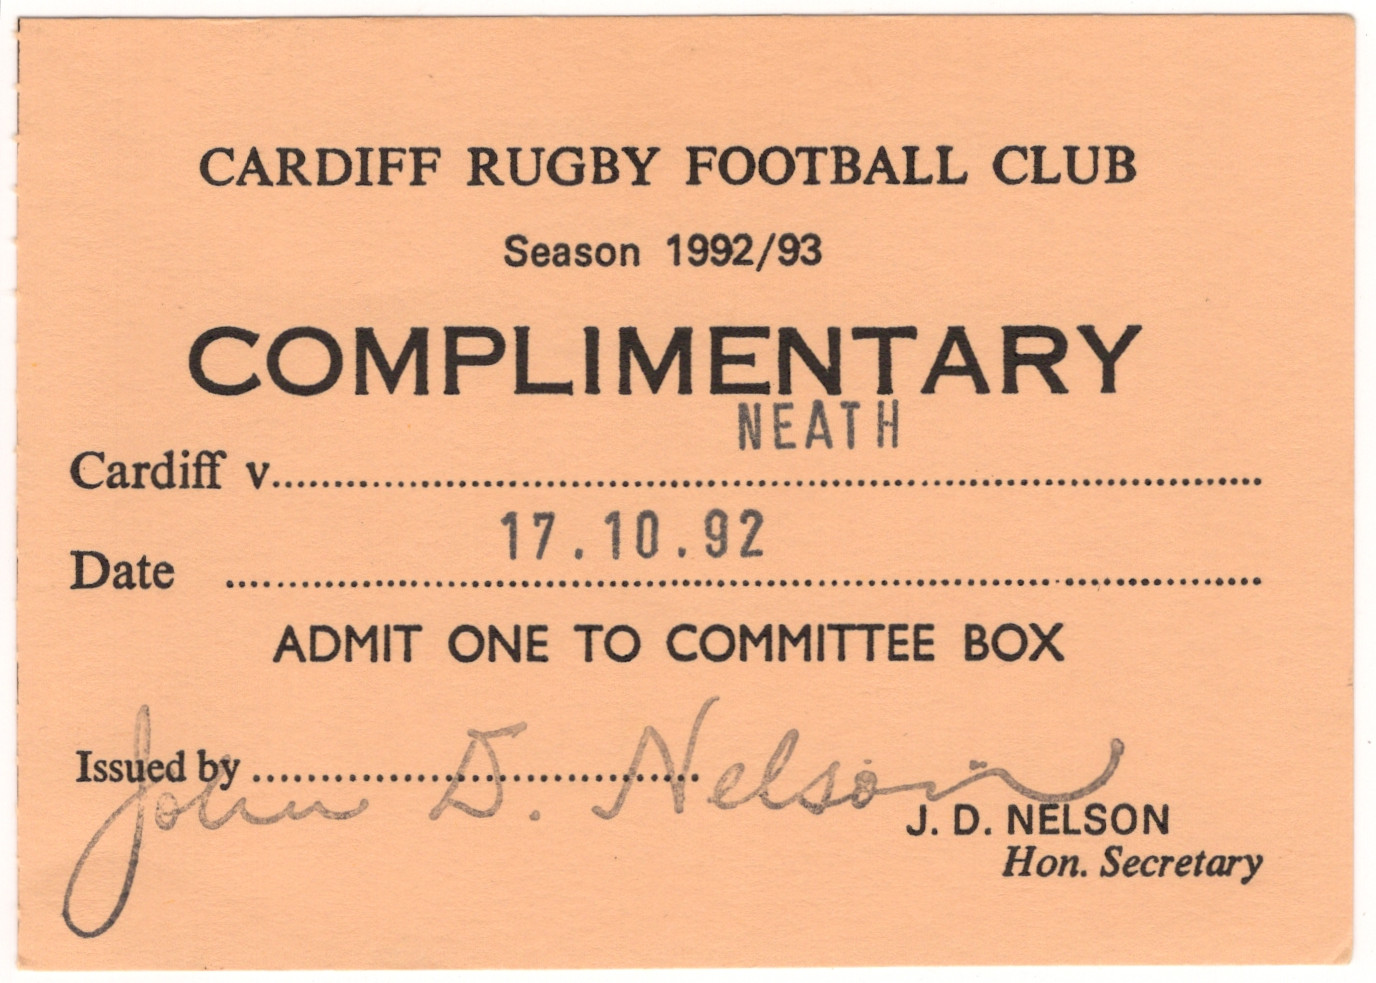 CARDIFF RUGBY FOOTBALL CLUB
Season 1992/93
COMPLIMENTARY
Cardiff v. NEATH
Date 17.10.92
ADMIT ONE TO COMMITTEE BOX
Issued by John D. Nelson
J. D. NELSON
Hon. Secretary